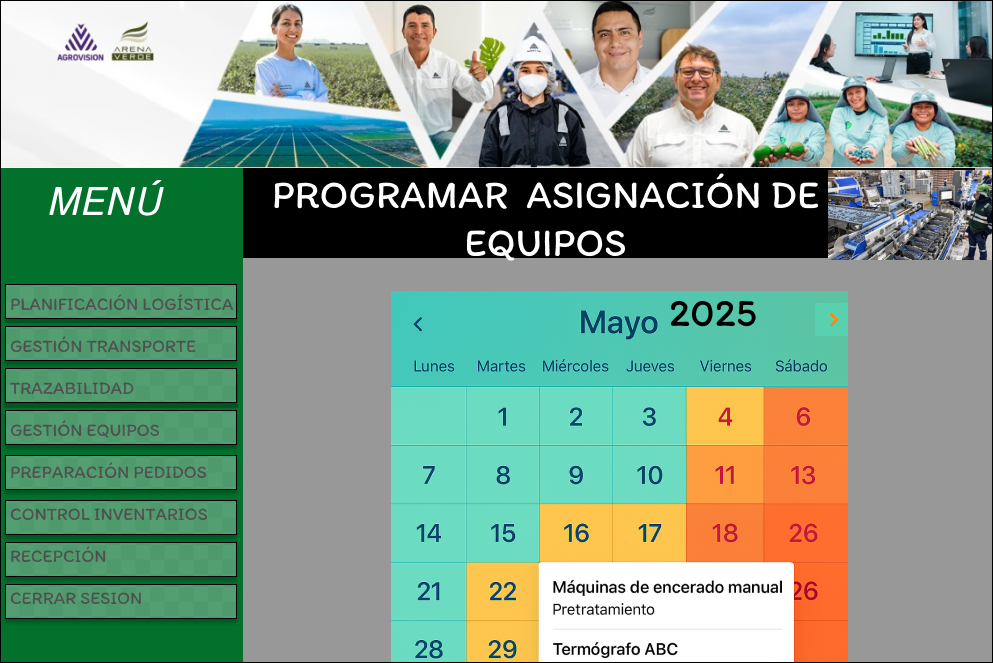 AGROVISION
ARENA
VERDE
MENÚ
PROGRAMAR ASIGNACIÓN DE
EQUIPOS
PLANIFICACIÓN LOGÍSTICA
GESTIÓN TRANSPORTE
TRAZABILIDAD
GESTIÓN EQUIPOS
PREPARACIÓN PEDIDOS
CONTROL INVENTARIOS
RECEPCIÓN
CERRAR SESION
Mayo 2025
Lunes Martes Miércoles Jueves Viernes Sábado
1 2 3 4 6
7 8 9 10 11 13
14 15 16 17 18 26
21 22 26
28 29
Máquinas de encerado manual
Pretratamiento
Termógrafo ABC